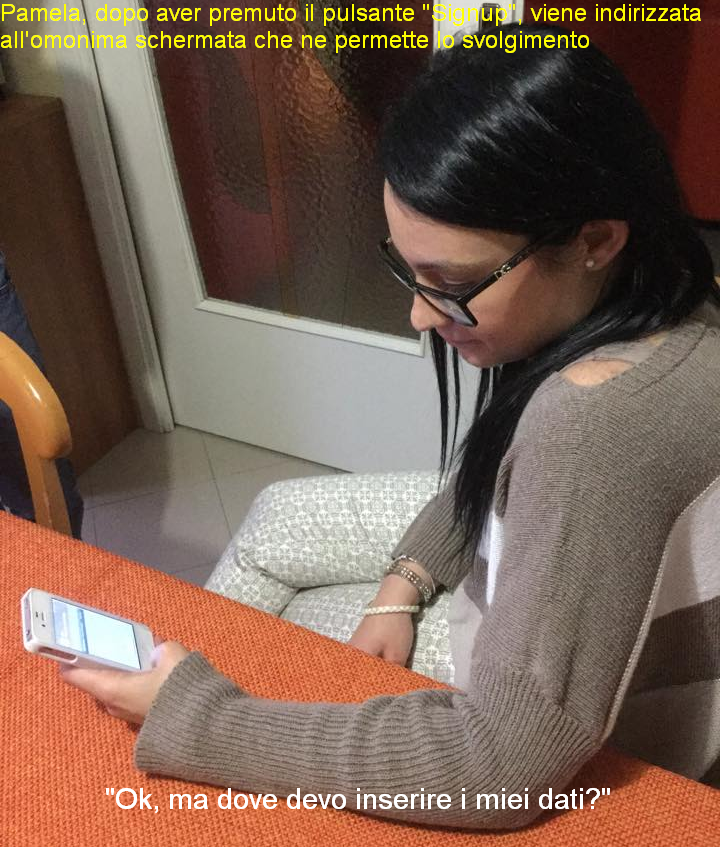 Pamela, dopo aver premuto il pulsante "Signup", viene indirizzata
all'omonima schermata che ne permette lo svolgimento
"Ok, ma dove devo inserire i miei dati?"